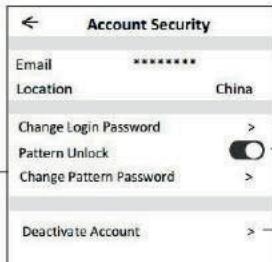 ← Account Security
Email ********
Location China
Change Login Password >
Pattern Unlock
Change Pattern Password >
Deactivate Account >